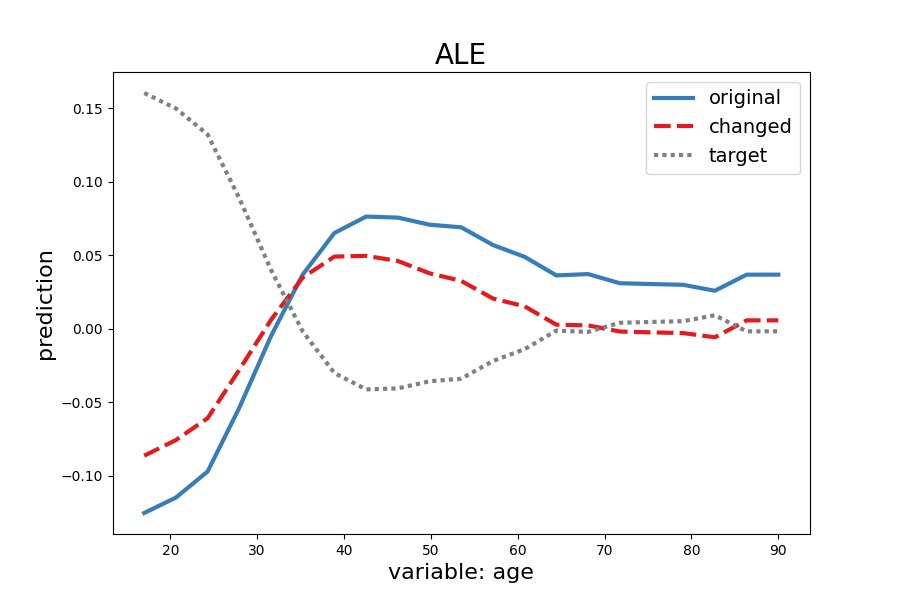 ALE
original
changed
target
prediction
0.15
0.10
0.05
0.00
−0.05
−0.10
20 30 40 50 60 70 80 90
variable: age